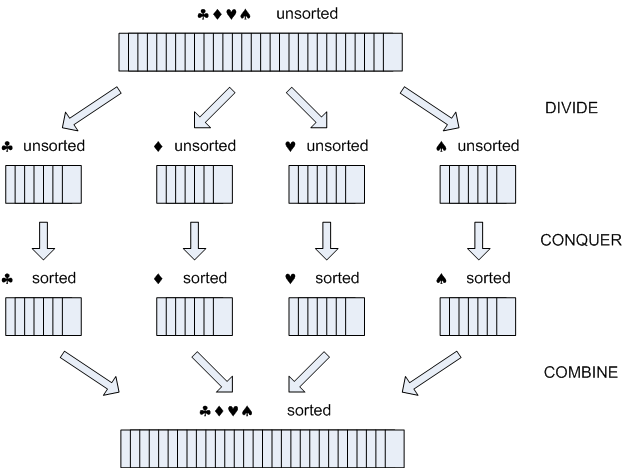 ♣♦♥♠ unsorted
DIVIDE
♣ unsorted ♦ unsorted ♥ unsorted ♠ unsorted
CONQUER
♣ sorted ♦ sorted ♥ sorted ♠ sorted
COMBINE
♣♦♥♠ sorted